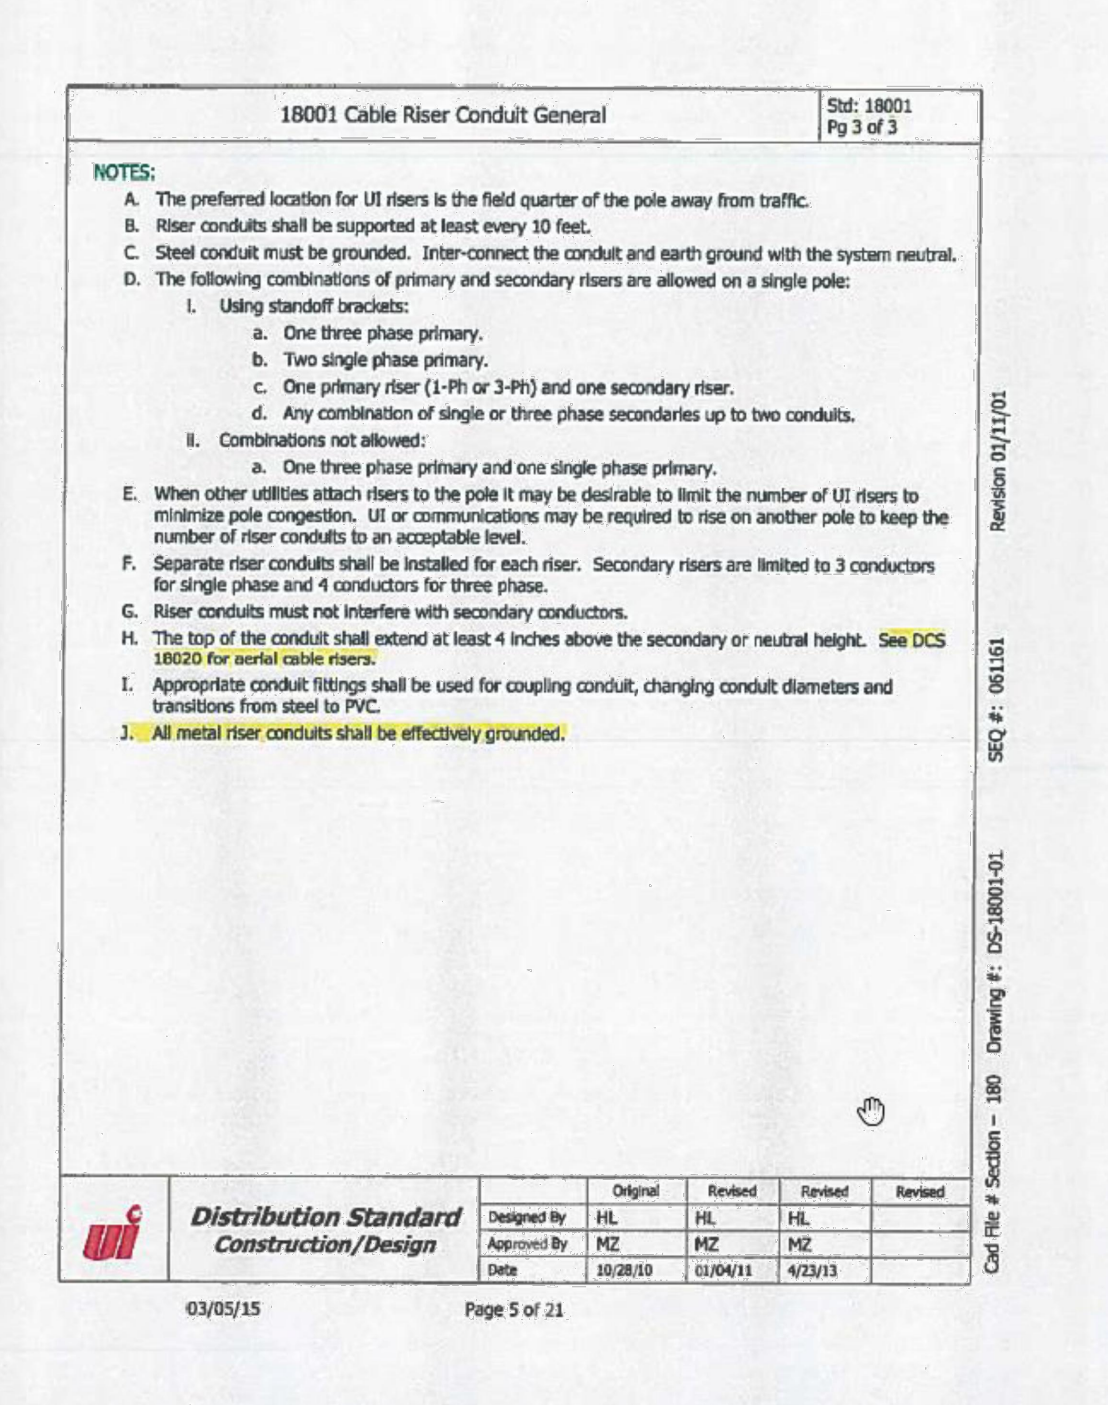 18001 Cable Riser Conduit General
Std: 18001
Pg 3 of 3
NOTES:
A. The preferred location for UI risers is the field quarter of the pole away from traffic.
B. Riser conduits shall be supported at least every 10 feet.
C. Steel conduit must be grounded. Inter-connect the conduit and earth ground with the system neutral.
D. The following combinations of primary and secondary risers are allowed on a single pole:
i. Using standoff brackets:
a. One three phase primary.
b. Two single phase primary.
c. One primary riser (1-Ph or 3-Ph) and one secondary riser.
d. Any combination of single or three phase secondaries up to two conduits.
ii. Combinations not allowed:
a. One three phase primary and one single phase primary.
E. When other utilities attach risers to the pole it may be desirable to limit the number of UI risers to
minimize pole congestion. UI or communications may be required to rise on another pole to keep the
number of riser conduits to an acceptable level.
F. Separate riser conduits shall be installed for each riser. Secondary risers are limited to 3 conductors
for single phase and 4 conductors for three phase.
G. Riser conduits must not interfere with secondary conductors.
H. The top of the conduit shall extend at least 4 inches above the secondary or neutral height. See DCS
18020 for aerial cable risers.
I. Appropriate conduit fittings shall be used for coupling conduit, changing conduit diameters and
transitions from steel to PVC.
J. All metal riser conduits shall be effectively grounded.
Cad File # Section – 180 Drawing #: DS-18001-01 SEQ #: 061161 Revision 01/11/01
ui
Distribution Standard
Construction/Design
Original Revised Revised Revised
Designed By HL HL HL
Approved By MZ MZ MZ
Date 10/28/10 01/04/11 4/23/13
03/05/15 Page 5 of 21